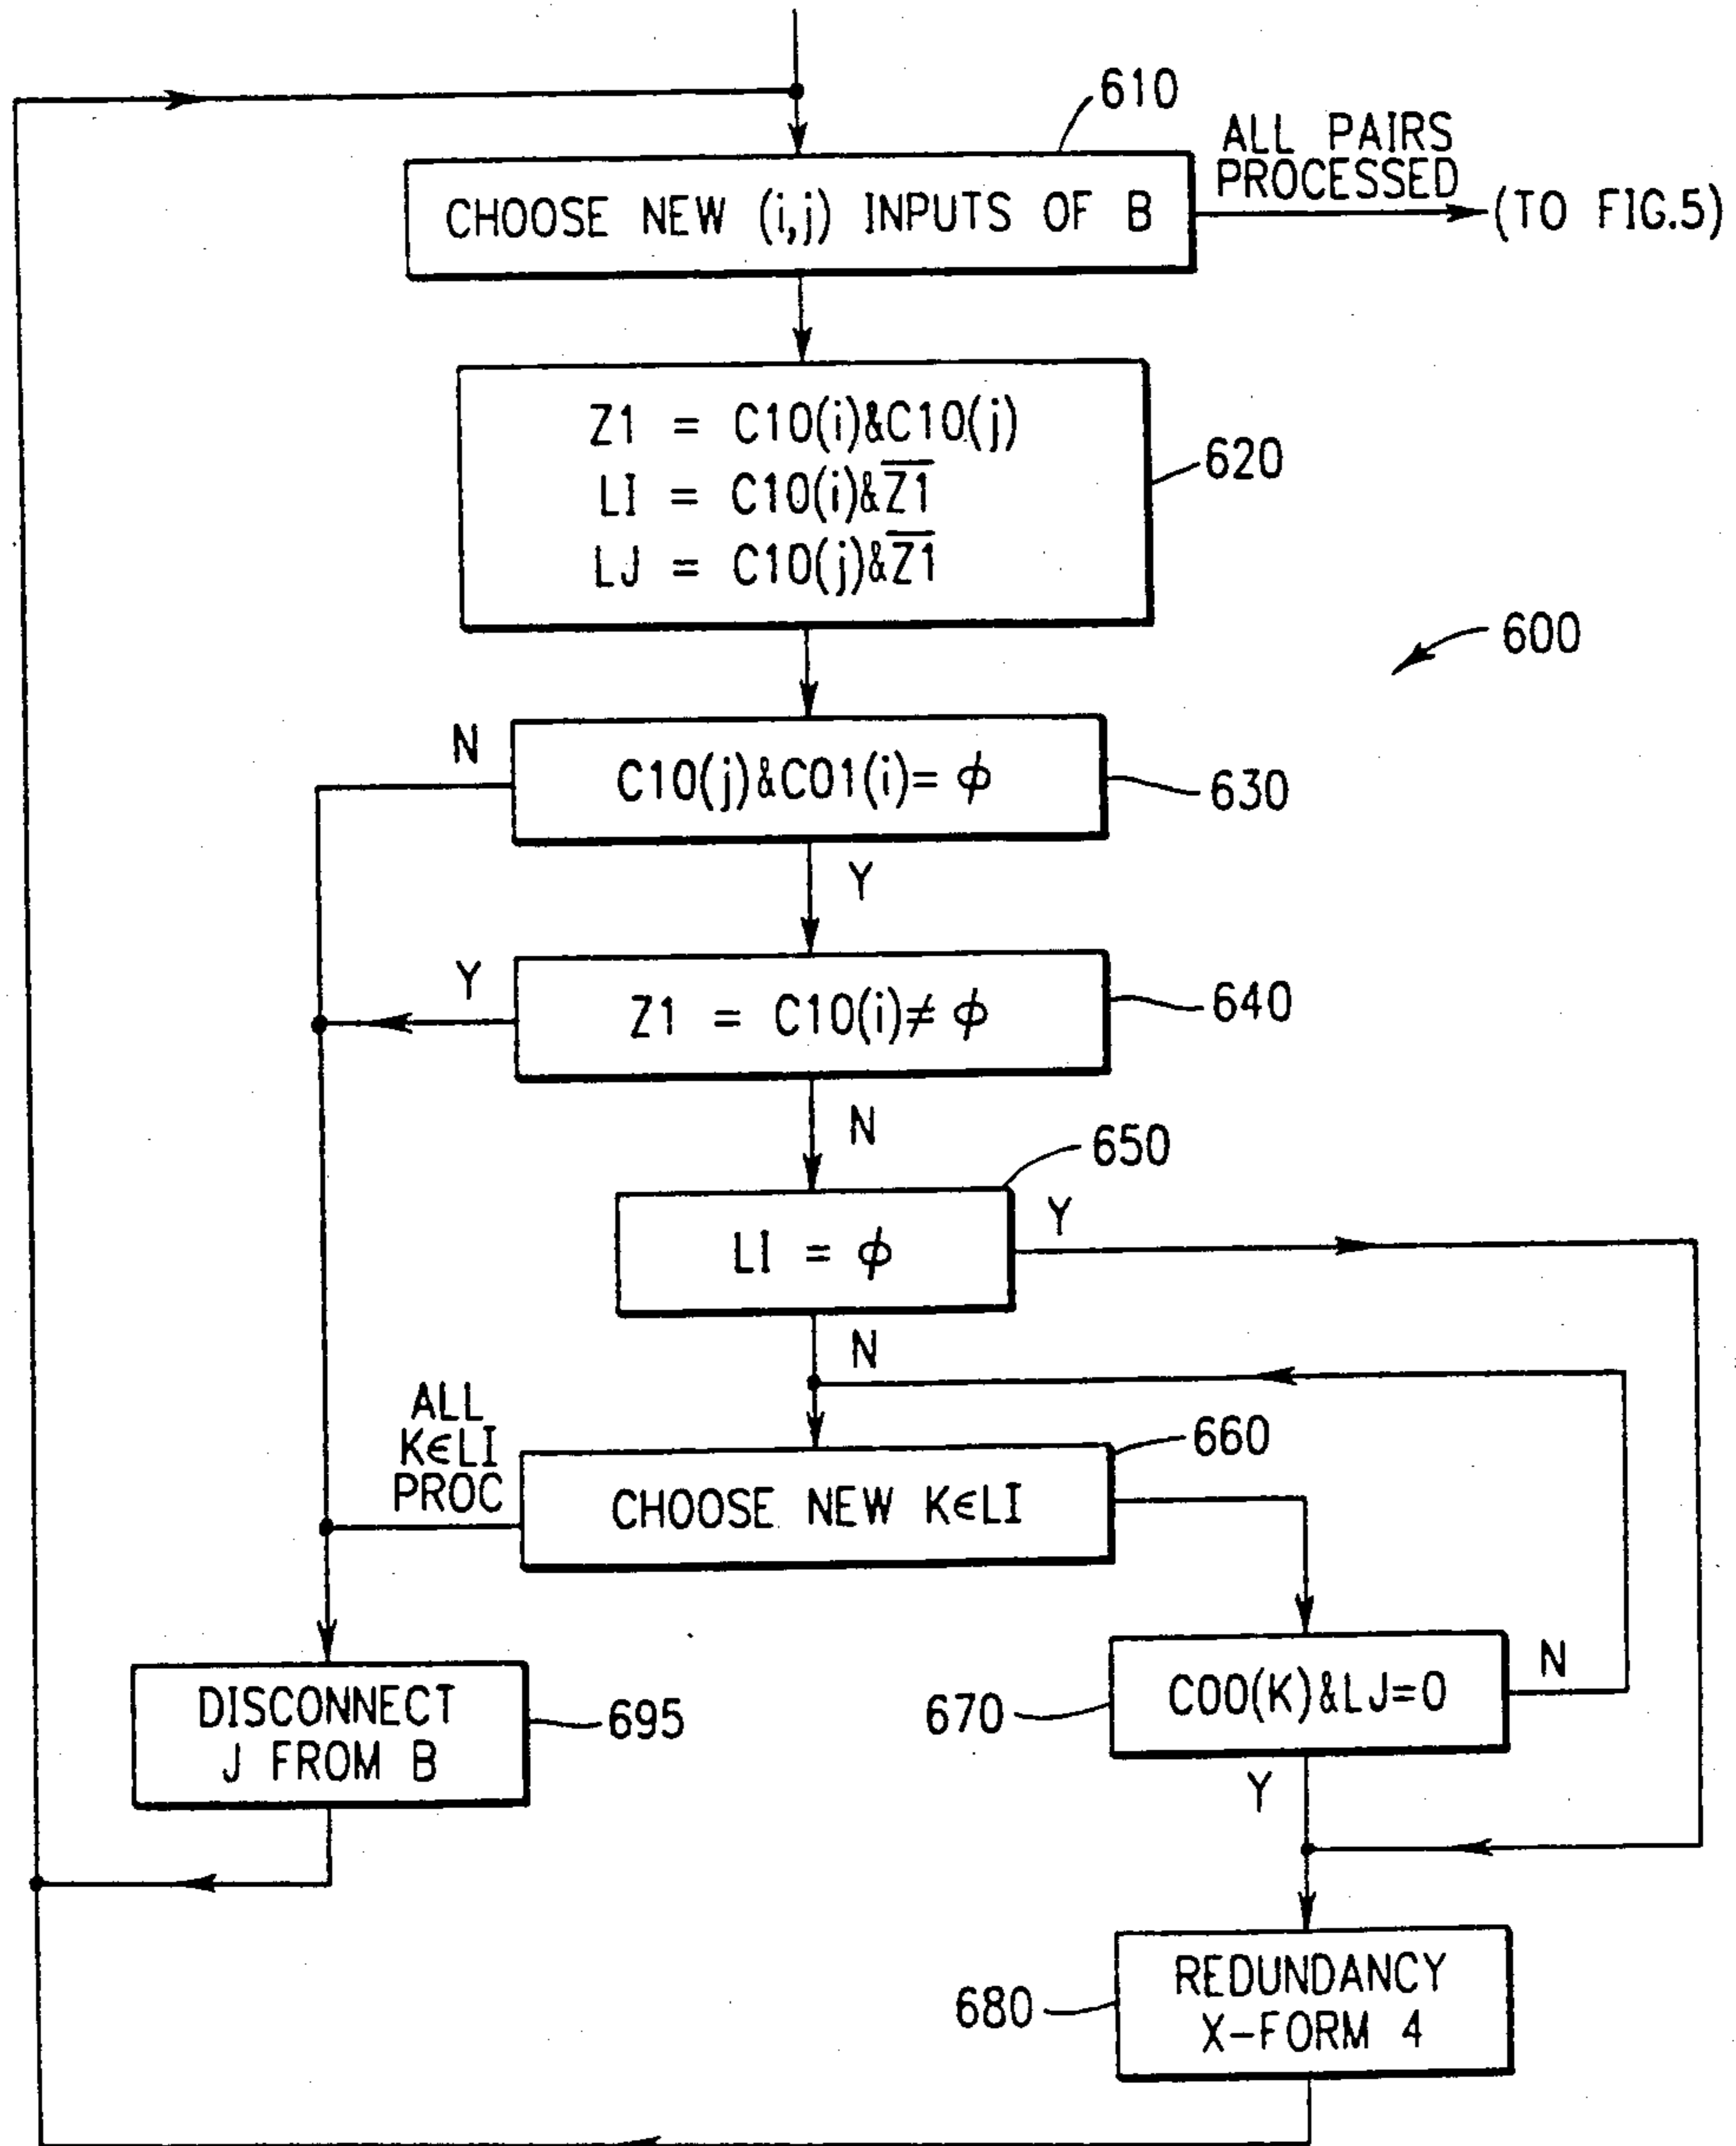 610
ALL PAIRS
PROCESSED
CHOOSE NEW (i,j) INPUTS OF B
(TO FIG.5)
Z1 = C10(i)&C10(j)
LI = C10(i)&Z̅1̅
LJ = C10(j)&Z̅1̅
620
600
N
C10(j)&C01(i)= ϕ
630
Y
Y
Z1 = C10(i)≠ ϕ
640
N
650
LI = ϕ
Y
N
ALL
K∈LI
PROC
660
CHOOSE NEW K∈LI
DISCONNECT
J FROM B
695
670
C00(K)&LJ=0
N
Y
680
REDUNDANCY
X-FORM 4